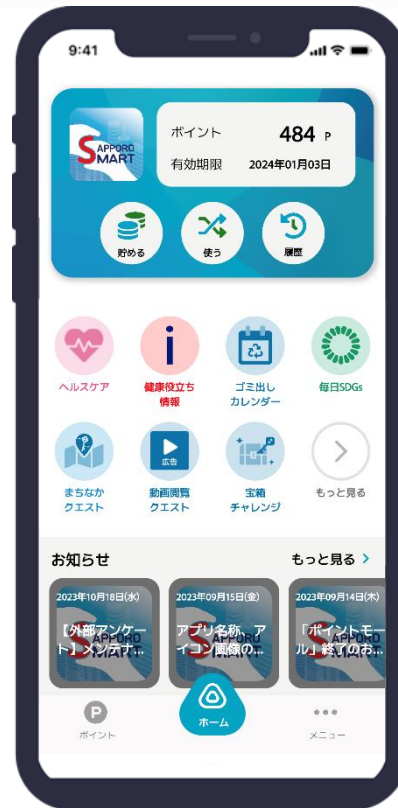 9:41
SAPPORO
SMART
ポイント 484 P
有効期限 2024年01月03日
貯める 使う 履歴
ヘルスケア
健康役立ち
情報
ゴミ出し
カレンダー
毎日SDGs
まちなか
クエスト
広告
動画閲覧
クエスト
宝箱
チャレンジ
もっと見る
お知らせ もっと見る >
2023年10月18日(水)
【外部アンケー
ト】メンテナ...
2023年09月15日(金)
アプリ名称、ア
イコン画像の...
2023年09月14日(木)
「ポイントモー
ル」終了のお...
P
ポイント ホーム メニュー